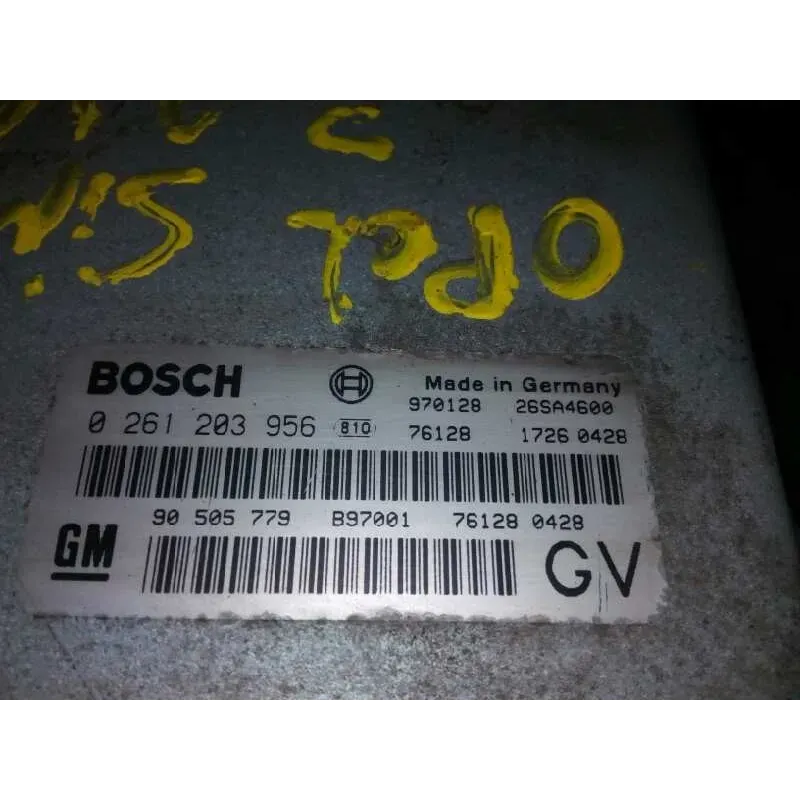 OPEL
BOSCH Made in Germany
970128 26SA4600
0 261 203 956 810 76128 1726 0428
GM 90 505 779 B97001 76128 0428
GV